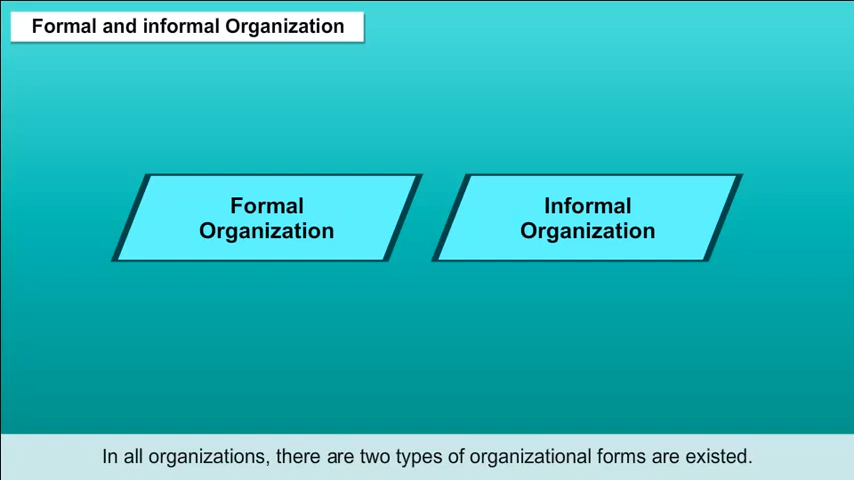 Formal and informal Organization
Formal
Organization
Informal
Organization
In all organizations, there are two types of organizational forms are existed.